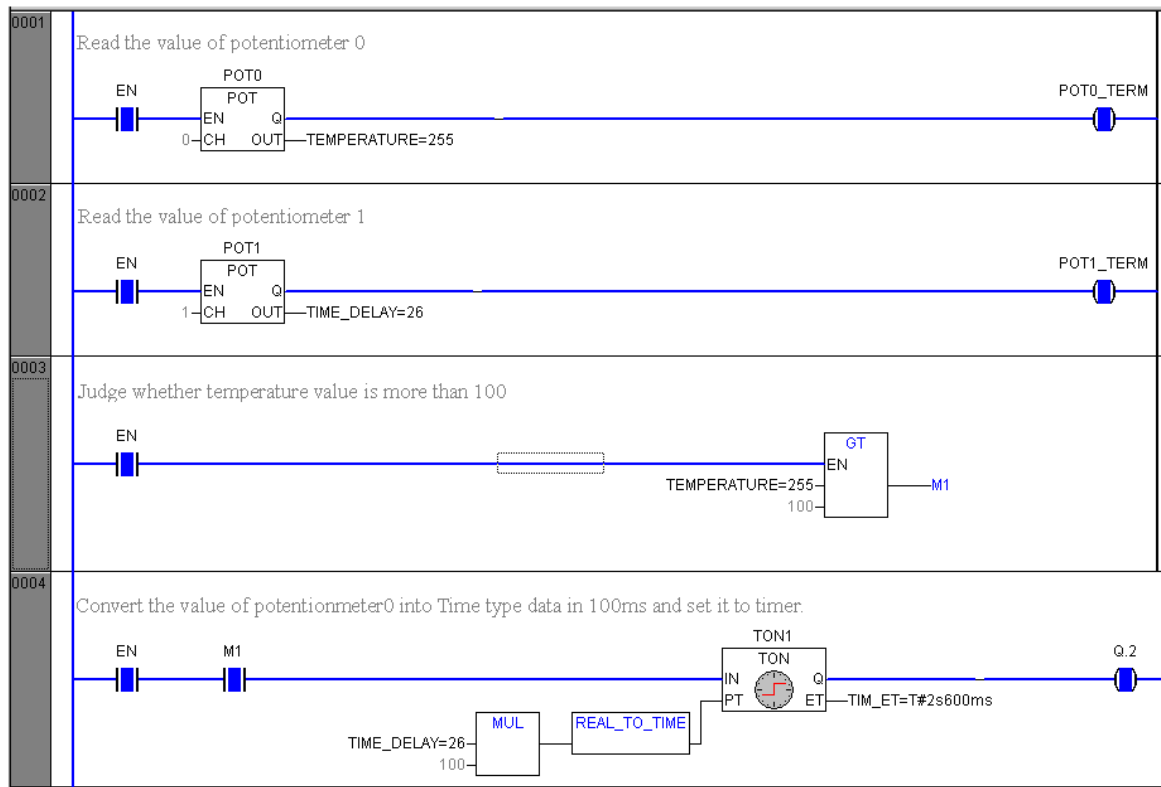 0001
Read the value of potentiometer 0
POT0
EN POT POT0_TERM
EN Q
0 CH OUT TEMPERATURE=255
0002
Read the value of potentiometer 1
POT1
EN POT POT1_TERM
EN Q
1 CH OUT TIME_DELAY=26
0003
Judge whether temperature value is more than 100
EN
GT
EN
TEMPERATURE=255 M1
100
0004
Convert the value of potentionmeter0 into Time type data in 100ms and set it to timer.
TON1
EN M1 TON Q.2
IN Q
PT ET TIM_ET=T#2s600ms
MUL REAL_TO_TIME
TIME_DELAY=26
100